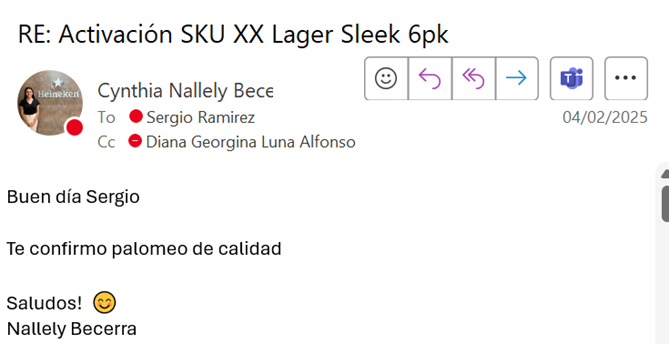 RE: Activación SKU XX Lager Sleek 6pk
Heineken
Cynthia Nallely Bece
To Sergio Ramirez
Cc Diana Georgina Luna Alfonso
04/02/2025
Buen día Sergio
Te confirmo palomeo de calidad
Saludos! 😊
Nallely Becerra